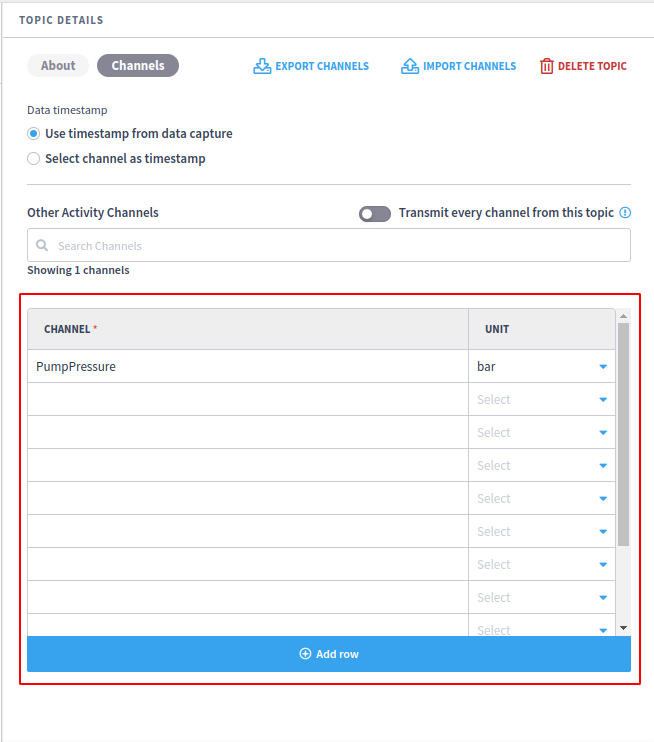 TOPIC DETAILS
About Channels EXPORT CHANNELS IMPORT CHANNELS DELETE TOPIC
Data timestamp
Use timestamp from data capture
Select channel as timestamp
Other Activity Channels Transmit every channel from this topic
Search Channels
Showing 1 channels
CHANNEL * UNIT
PumpPressure bar
Select
Select
Select
Select
Select
Select
Select
Select
Add row